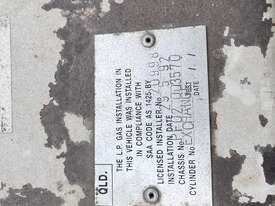 QLD.
THE L.P. GAS INSTALLATION IN
THIS VEHICLE WAS INSTALLED
IN COMPLIANCE WITH
SAA CODE AS 1425, BY
LICENSED INSTALLER No.
INSTALLATION DATE
CHASSIS No.
CYLINDER No. EXCHANGE TEST DATE / /